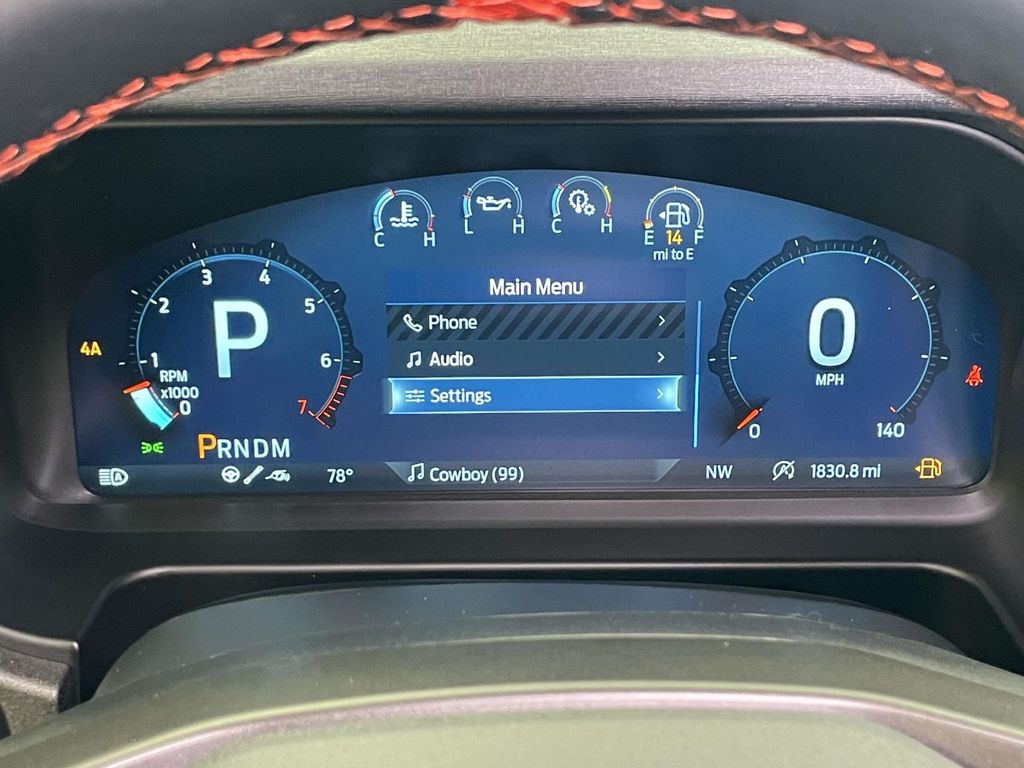 C H
L H
C H
E 14 F
mi to E
Main Menu
Phone
Audio
Settings
4A
0 1 2 3 4 5 6 7
P
RPM
x1000
PRNDM
0
MPH
0 140
A
78°
Cowboy (99)
NW
A
1830.8 mi